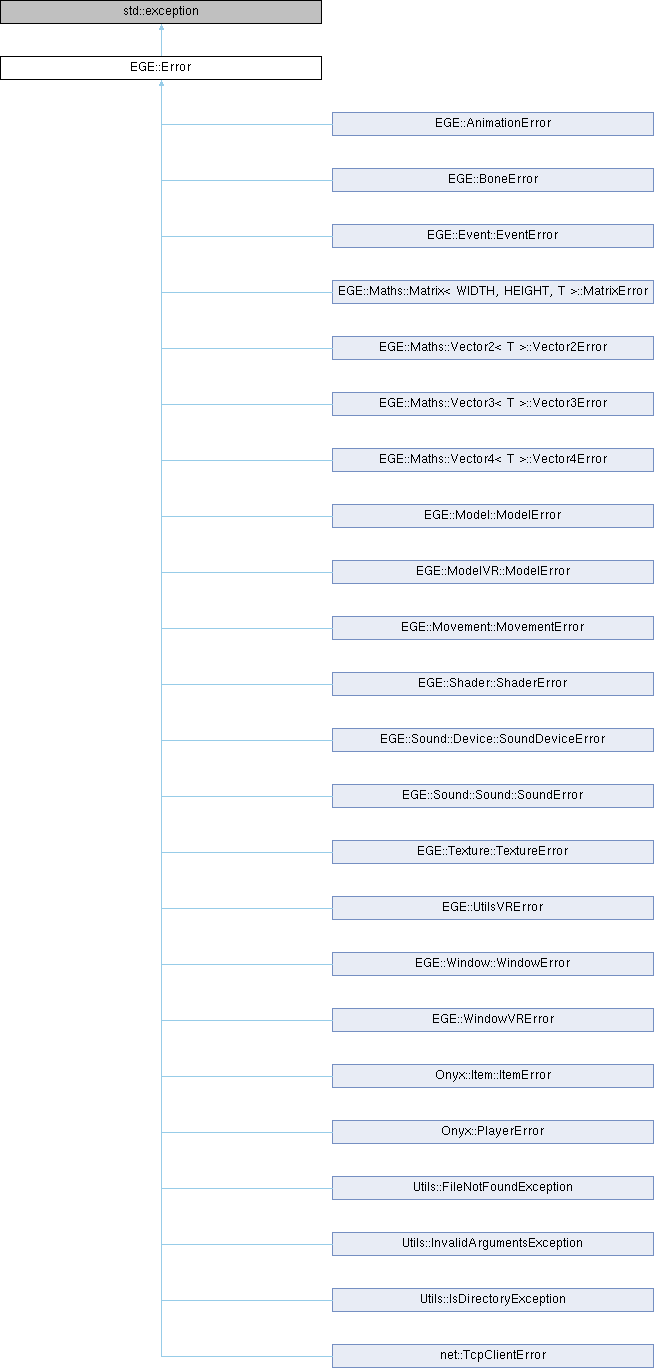 std::exception
EGE::Error
EGE::AnimationError
EGE::BoneError
EGE::Event::EventError
EGE::Maths::Matrix< WIDTH, HEIGHT, T >::MatrixError
EGE::Maths::Vector2< T >::Vector2Error
EGE::Maths::Vector3< T >::Vector3Error
EGE::Maths::Vector4< T >::Vector4Error
EGE::Model::ModelError
EGE::ModelVR::ModelError
EGE::Movement::MovementError
EGE::Shader::ShaderError
EGE::Sound::Device::SoundDeviceError
EGE::Sound::Sound::SoundError
EGE::Texture::TextureError
EGE::UtilsVRError
EGE::Window::WindowError
EGE::WindowVRError
Onyx::Item::ItemError
Onyx::PlayerError
Utils::FileNotFoundException
Utils::InvalidArgumentsException
Utils::IsDirectoryException
net::TcpClientError